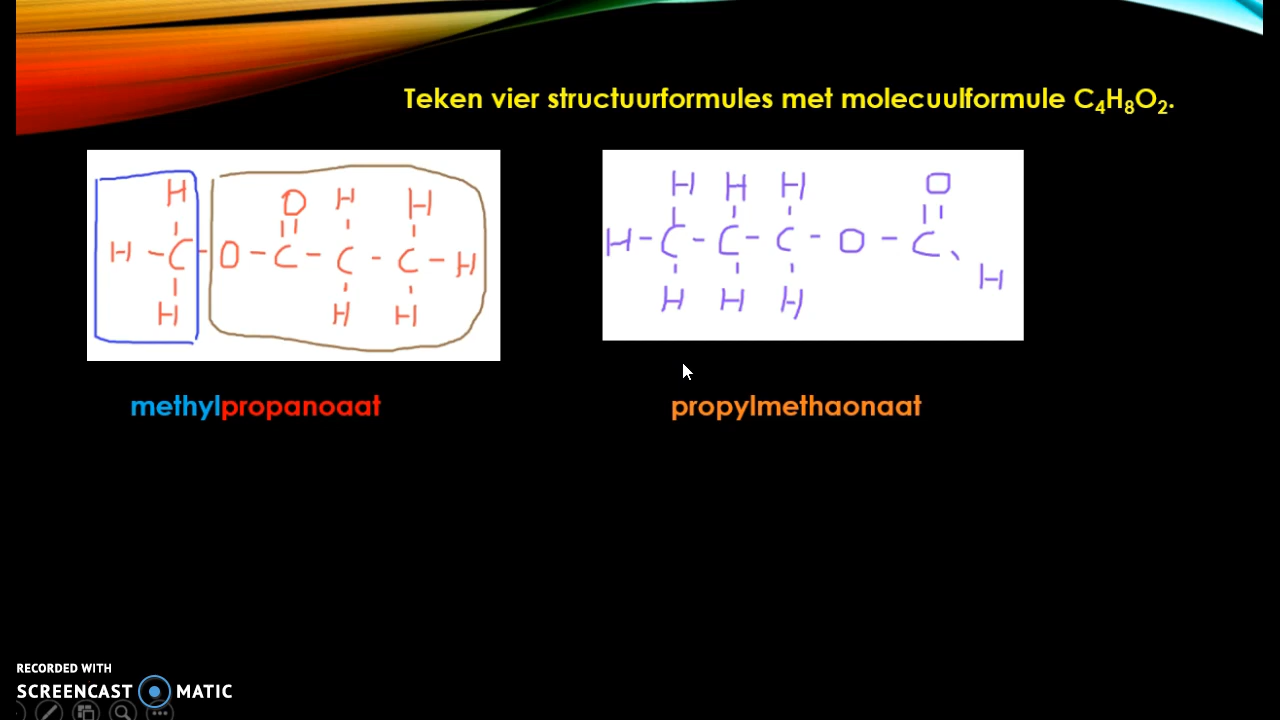 Teken vier structuurformules met molecuulformule C₄H₈O₂.
H O H H
H - C - O - C - C - C - H
H H H
H H H O
H - C - C - C - O - C
H
H H H
methylpropanoaat
propylmethaonaat
RECORDED WITH
SCREENCAST MATIC